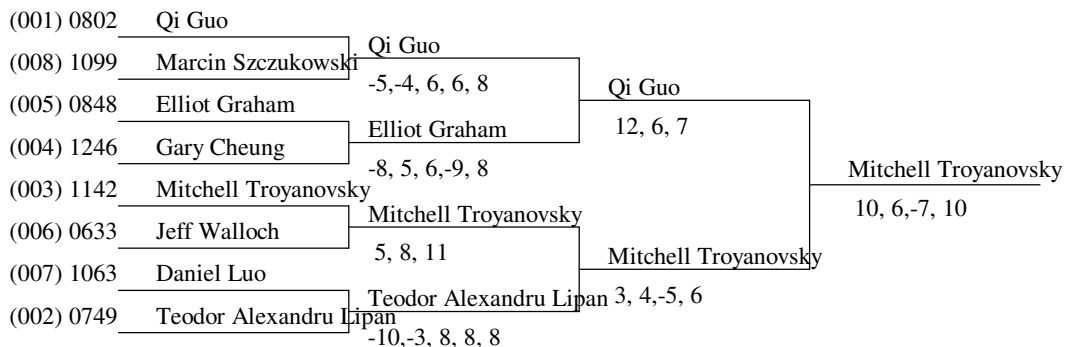 (001) 0802 Qi Guo
(008) 1099 Marcin Szczukowski
(005) 0848 Elliot Graham
(004) 1246 Gary Cheung
(003) 1142 Mitchell Troyanovsky
(006) 0633 Jeff Walloch
(007) 1063 Daniel Luo
(002) 0749 Teodor Alexandru Lipan
Qi Guo
-5,-4, 6, 6, 8
Elliot Graham
-8, 5, 6,-9, 8
Mitchell Troyanovsky
5, 8, 11
Teodor Alexandru Lipan
-10,-3, 8, 8, 8
Qi Guo
12, 6, 7
Mitchell Troyanovsky
3, 4,-5, 6
Mitchell Troyanovsky
10, 6,-7, 10